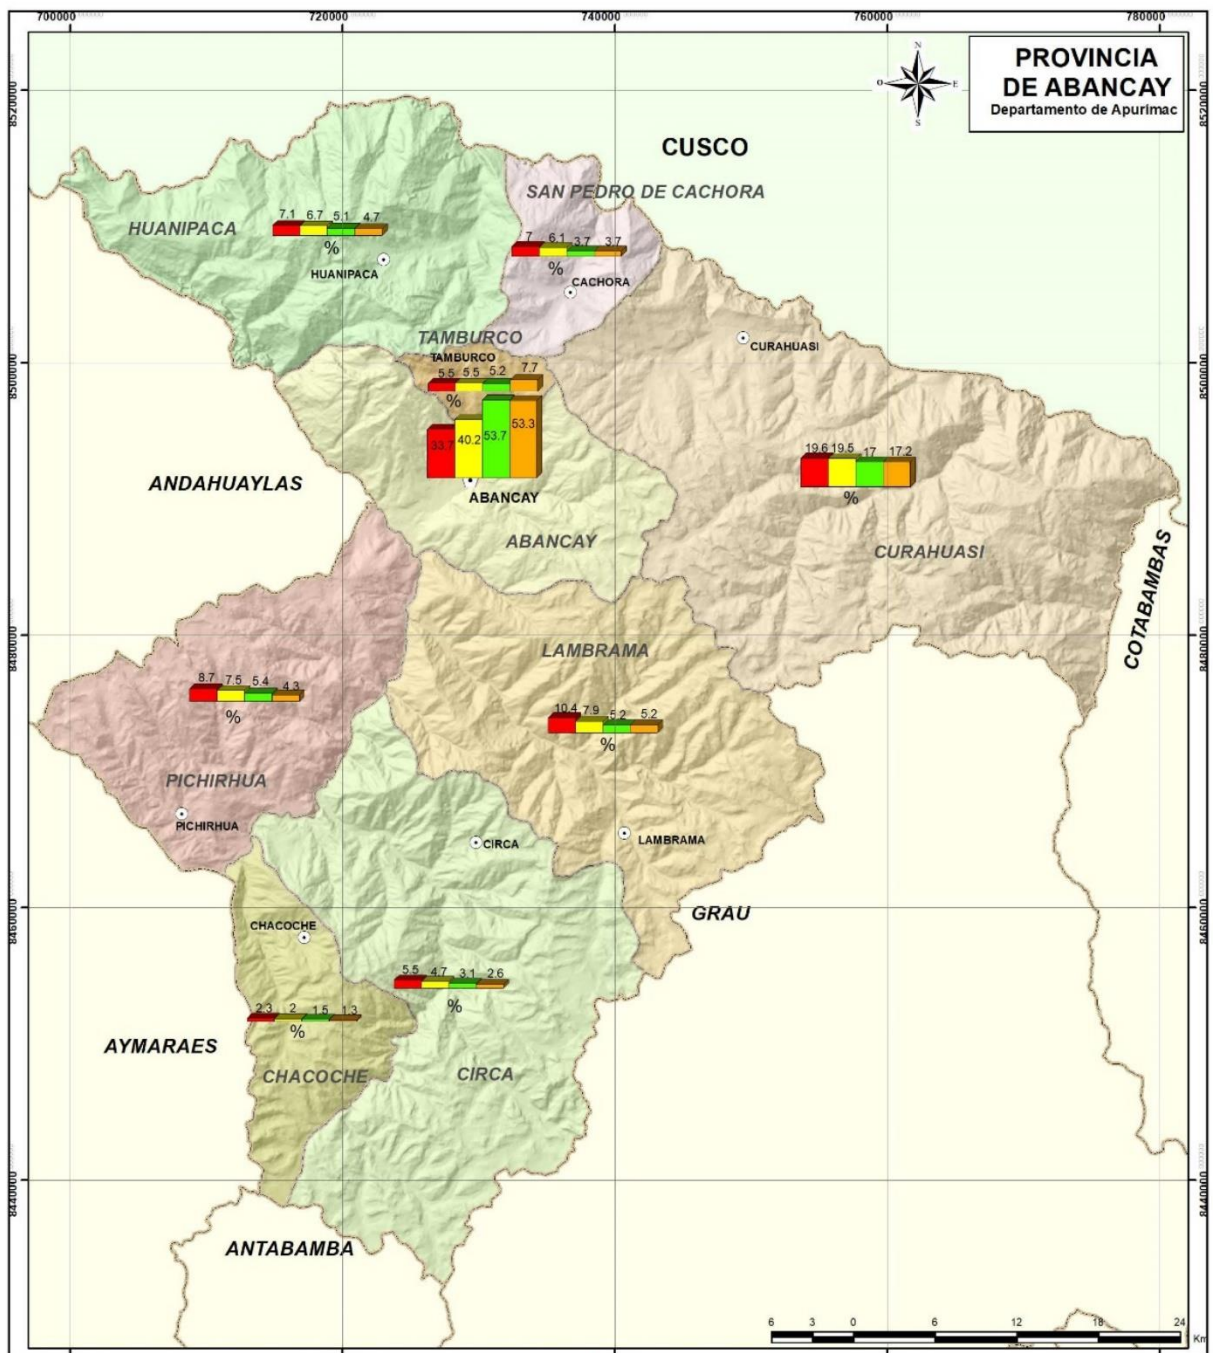 700000 720000 740000 760000 780000
PROVINCIA
DE ABANCAY
Departamento de Apurimac
N
O E
S
8520000 8520000
CUSCO
SAN PEDRO DE CACHORA
HUANIPACA
7.1 6.7 5.1 4.7
%
HUANIPACA
7 6.1 3.7 3.7
%
CACHORA
TAMBURCO
TAMBURCO
CURAHUASI
8500000 8500000
5.5 5.5 5.2 7.7
%
33.7 40.2 53.7 53.3
ABANCAY
ANDAHUAYLAS
19.6 19.5 17 17.2
%
ABANCAY
CURAHUASI
COTABAMBAS
8480000 8480000
LAMBRAMA
8.7 7.5 5.4 4.3
%
10.4 7.9 5.2 5.2
%
PICHIRHUA
PICHIRHUA
CIRCA
LAMBRAMA
8460000 8460000
GRAU
CHACOCHE
5.5 4.7 3.1 2.6
%
2.3 2 1.5 1.3
%
AYMARAES
CHACOCHE
CIRCA
8440000 8440000
ANTABAMBA
6 3 0 6 12 18 24
Km